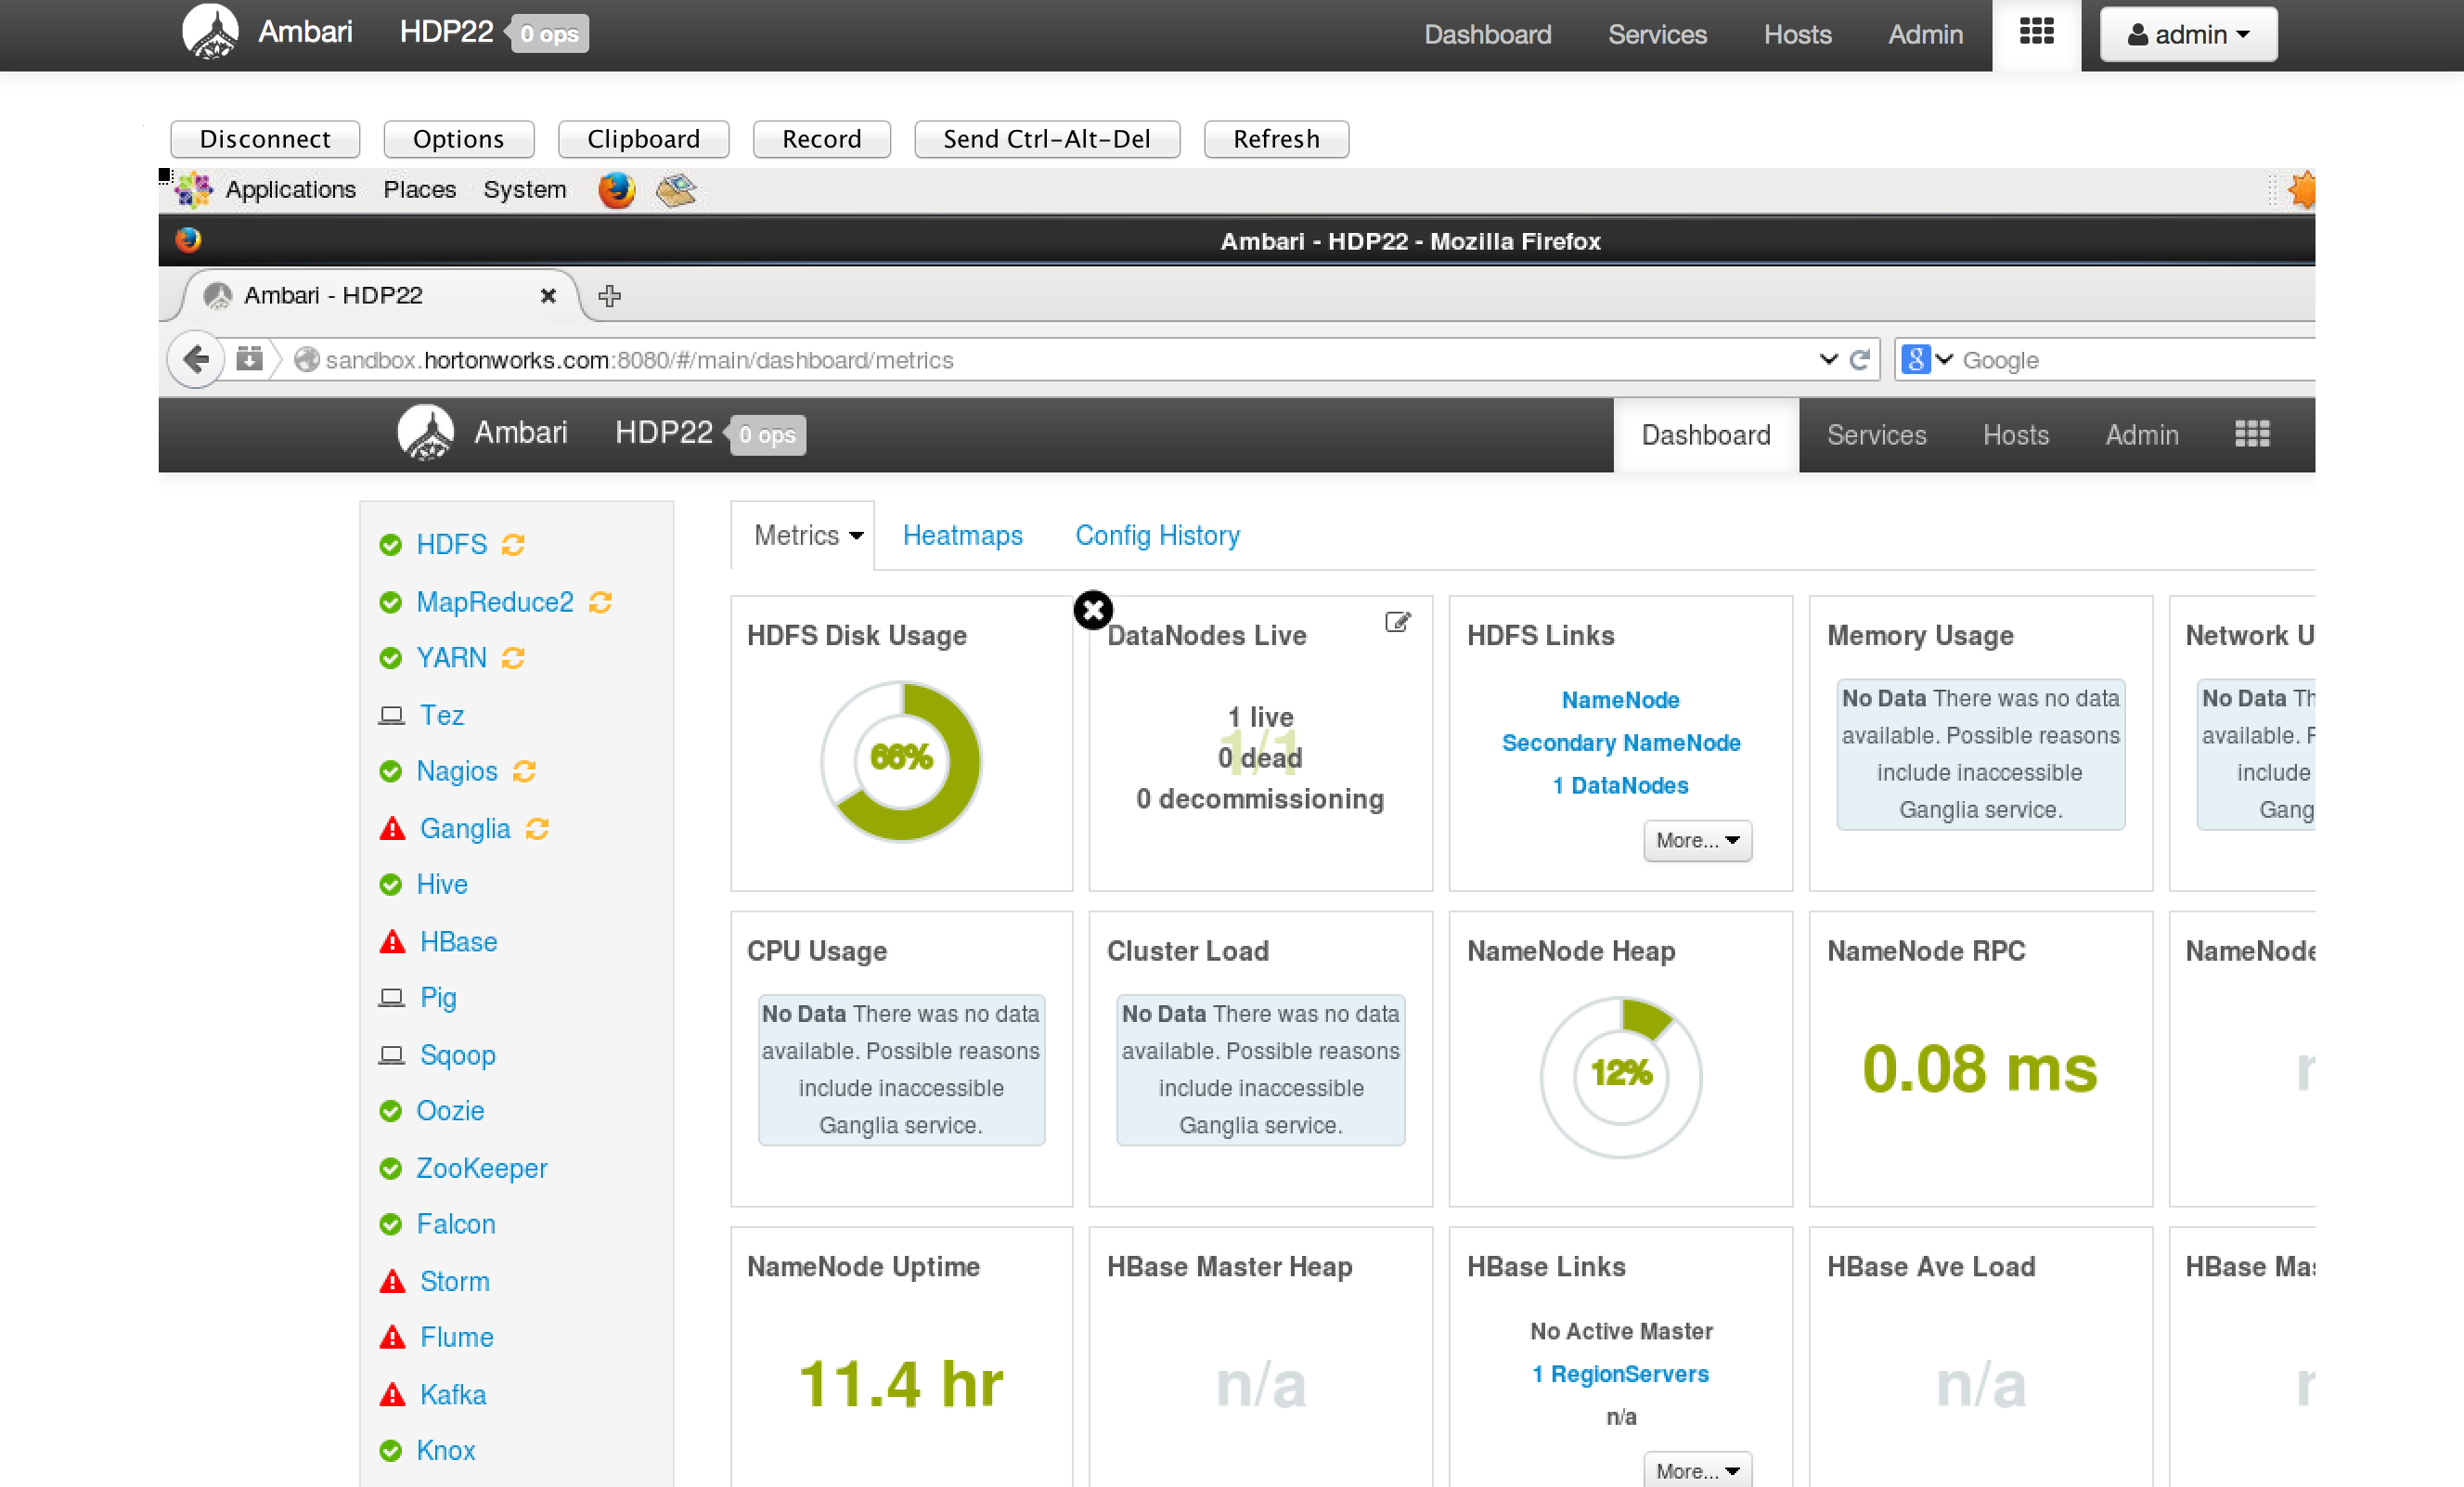 Ambari HDP22 0 ops Dashboard Services Hosts Admin admin
Disconnect Options Clipboard Record Send Ctrl-Alt-Del Refresh
Applications Places System
Ambari - HDP22 - Mozilla Firefox
Ambari - HDP22
sandbox.hortonworks.com:8080/#/main/dashboard/metrics Google
Ambari HDP22 0 ops Dashboard Services Hosts Admin
HDFS
MapReduce2
YARN
Tez
Nagios
Ganglia
Hive
HBase
Pig
Sqoop
Oozie
ZooKeeper
Falcon
Storm
Flume
Kafka
Knox
Metrics Heatmaps Config History
HDFS Disk Usage
66%
DataNodes Live
1/1
1 live
0 dead
0 decommissioning
HDFS Links
NameNode
Secondary NameNode
1 DataNodes
More...
Memory Usage
No Data There was no data
available. Possible reasons
include inaccessible
Ganglia service.
Network U
No Data Th
available. P
include
Gang
CPU Usage
No Data There was no data
available. Possible reasons
include inaccessible
Ganglia service.
Cluster Load
No Data There was no data
available. Possible reasons
include inaccessible
Ganglia service.
NameNode Heap
12%
NameNode RPC
0.08 ms
NameNode
NameNode Uptime
11.4 hr
HBase Master Heap
n/a
HBase Links
No Active Master
1 RegionServers
n/a
More...
HBase Ave Load
n/a
HBase Mas